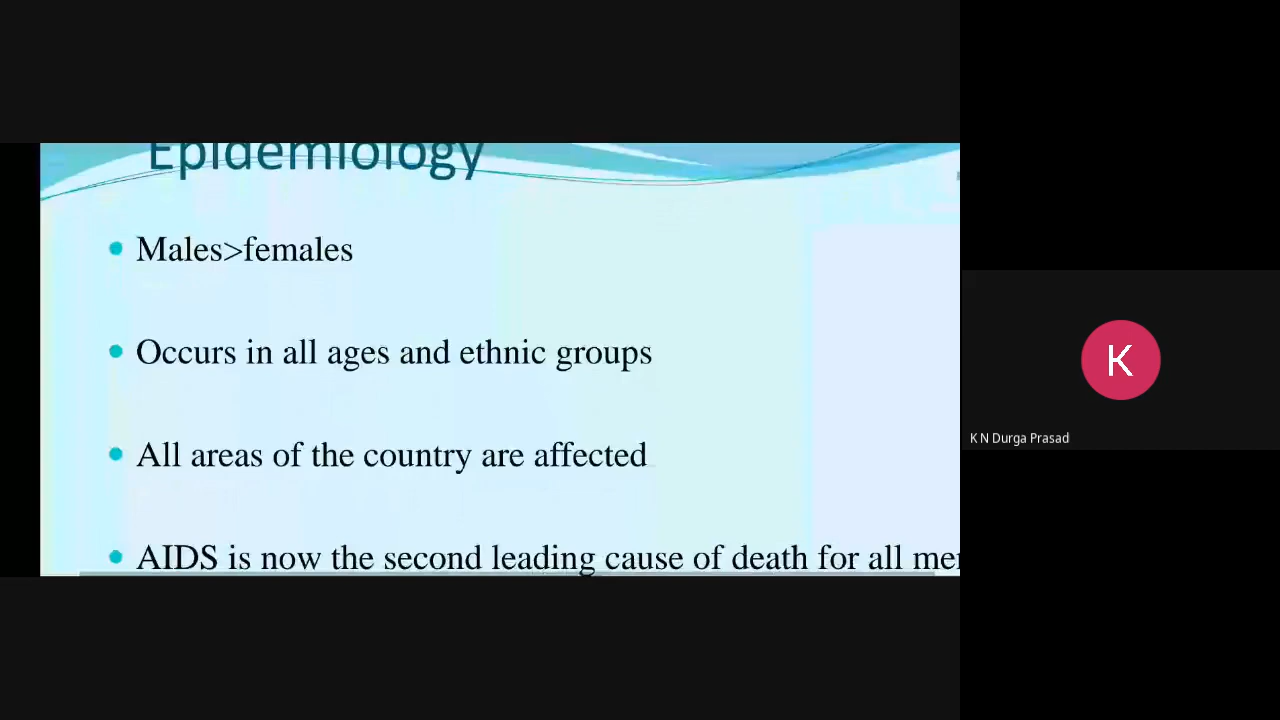 Epidemiology
Males>females
Occurs in all ages and ethnic groups
All areas of the country are affected
AIDS is now the second leading cause of death for all
K
K N Durga Prasad